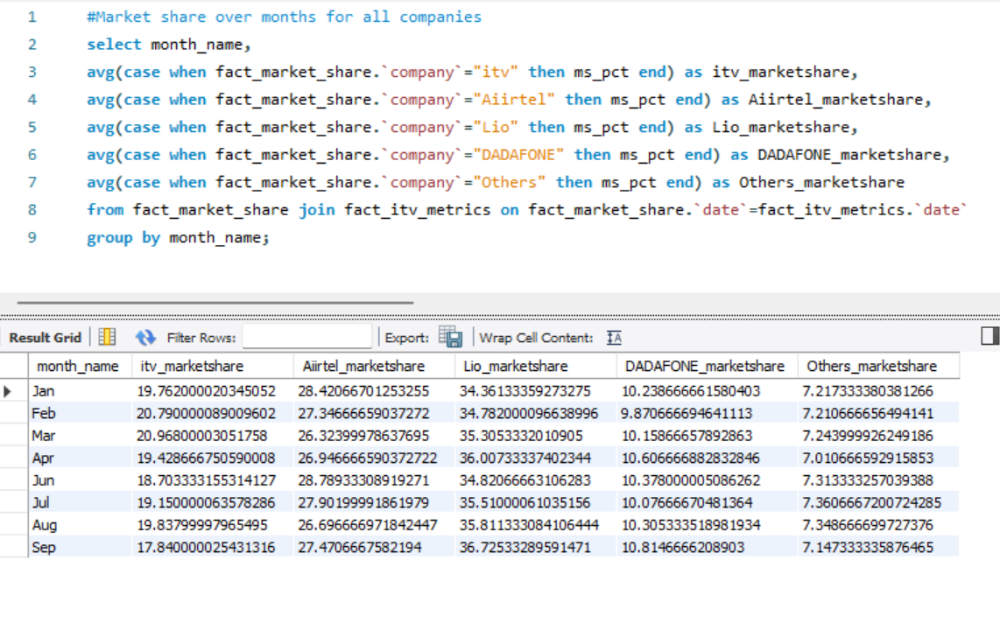 1 #Market share over months for all companies
2 select month_name,
3 avg(case when fact_market_share.`company`="itv" then ms_pct end) as itv_marketshare,
4 avg(case when fact_market_share.`company`="Aiirtel" then ms_pct end) as Aiirtel_marketshare,
5 avg(case when fact_market_share.`company`="Lio" then ms_pct end) as Lio_marketshare,
6 avg(case when fact_market_share.`company`="DADAFONE" then ms_pct end) as DADAFONE_marketshare,
7 avg(case when fact_market_share.`company`="Others" then ms_pct end) as Others_marketshare
8 from fact_market_share join fact_itv_metrics on fact_market_share.`date`=fact_itv_metrics.`date`
9 group by month_name;
Result Grid Filter Rows: Export: Wrap Cell Content: IA
month_name itv_marketshare Aiirtel_marketshare Lio_marketshare DADAFONE_marketshare Others_marketshare
Jan 19.762000020345052 28.42066701253255 34.36133359273275 10.238666661580403 7.217333380381266
Feb 20.790000089009602 27.34666659037272 34.782000096638996 9.870666694641113 7.210666656494141
Mar 20.96800003051758 26.32399978637695 35.3053332010905 10.15866657892863 7.243999926249186
Apr 19.428666750590008 26.946666590372722 36.00733337402344 10.606666882832846 7.010666592915853
Jun 18.703333155314127 28.78933308919271 34.82066663106283 10.378000005086262 7.313333257039388
Jul 19.150000063578286 27.90199991861979 35.51000061035156 10.07666670481364 7.3606667200724285
Aug 19.83799997965495 26.696666971842447 35.811333084106444 10.305333518981934 7.348666699727376
Sep 17.840000025431316 27.4706667582194 36.72533289591471 10.8146666208903 7.147333335876465